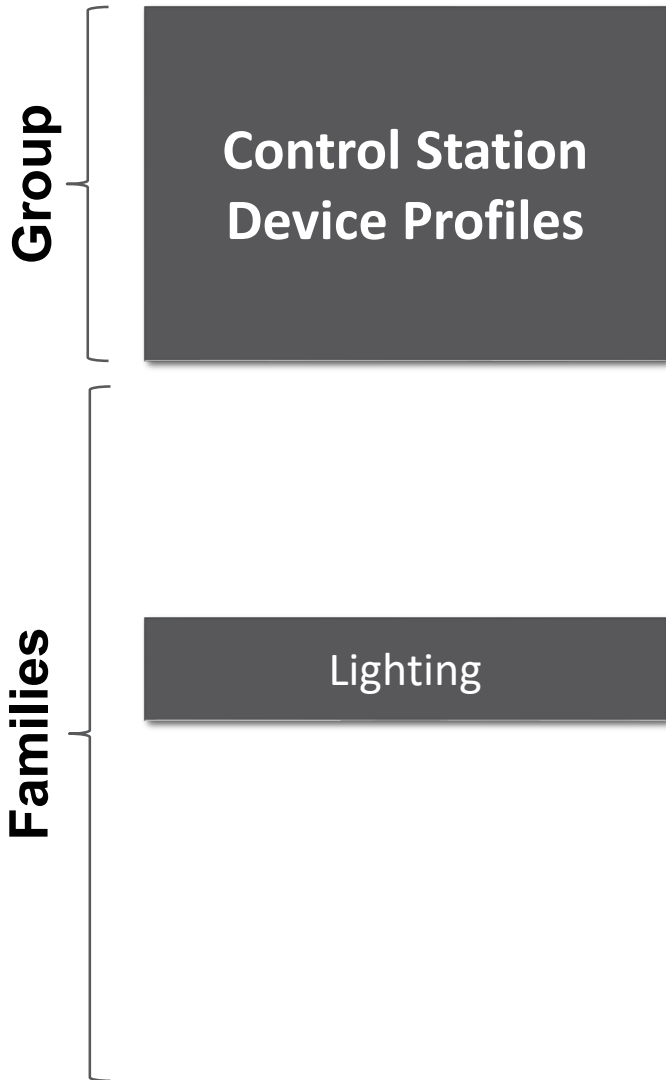 Group
Control Station
Device Profiles
Families
Lighting